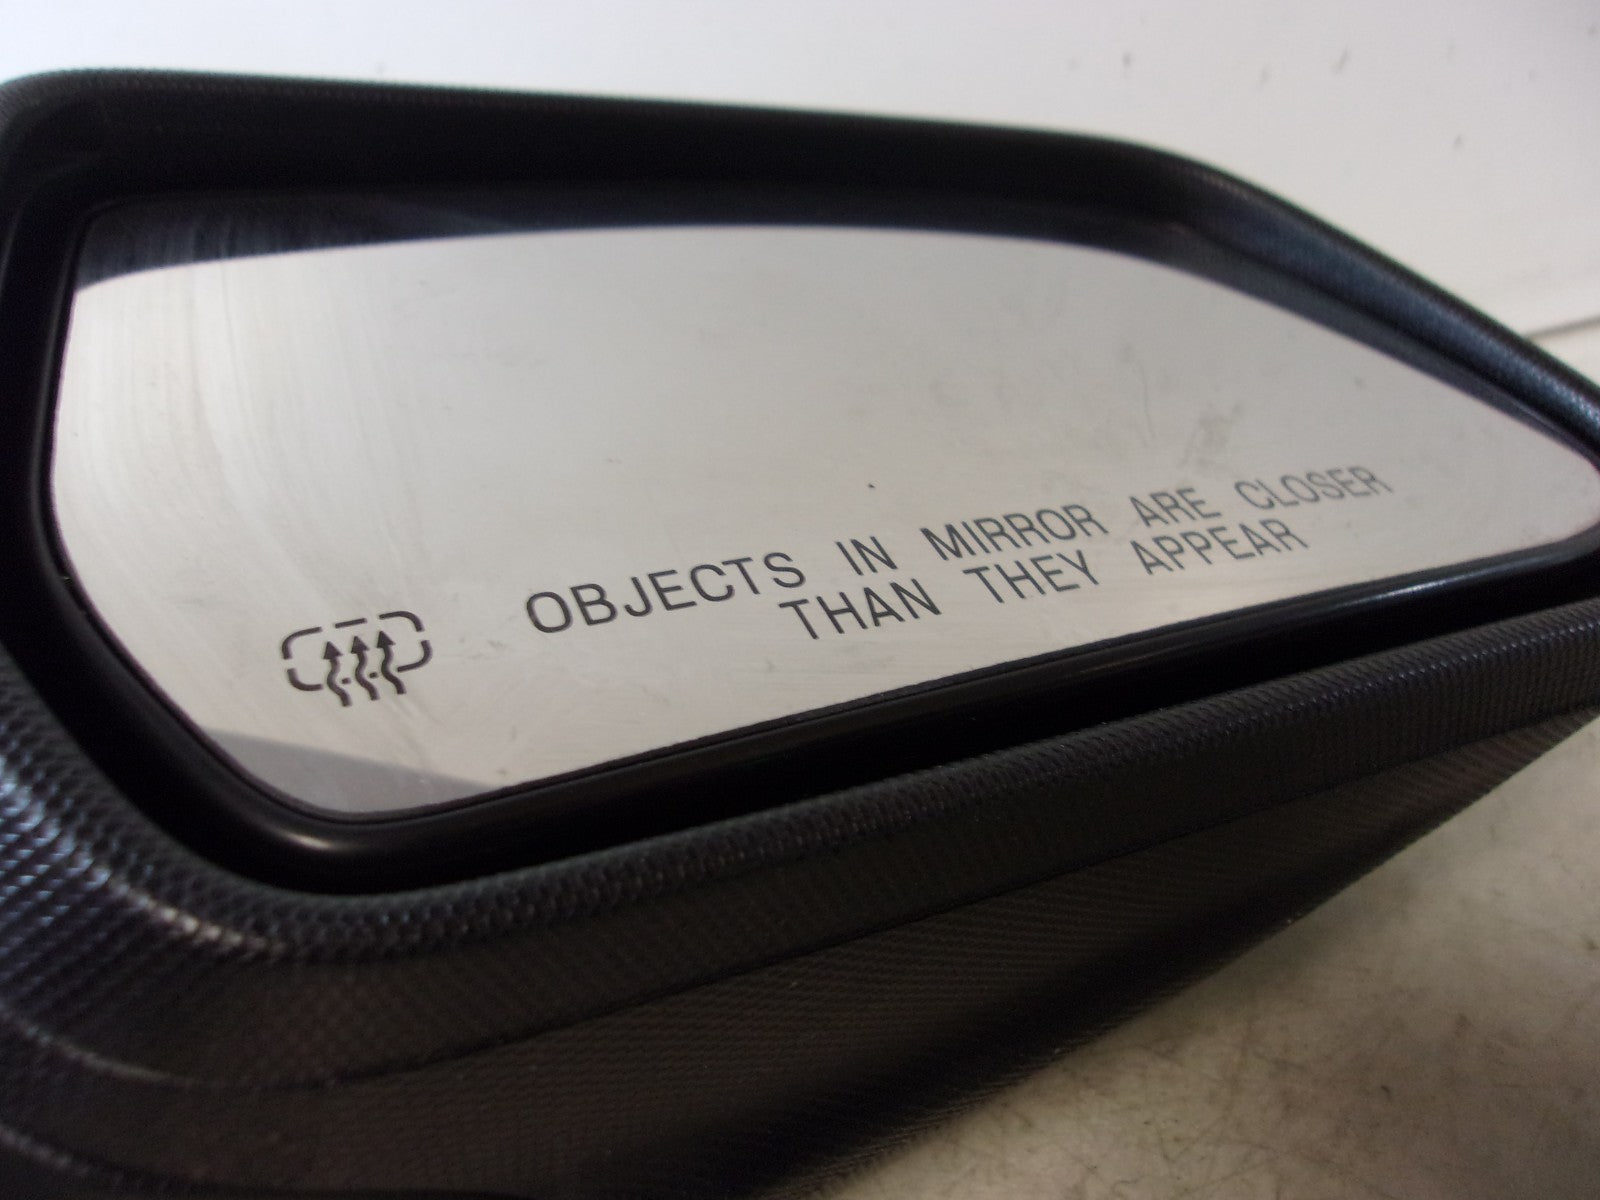 OBJECTS IN MIRROR ARE CLOSER
THAN THEY APPEAR